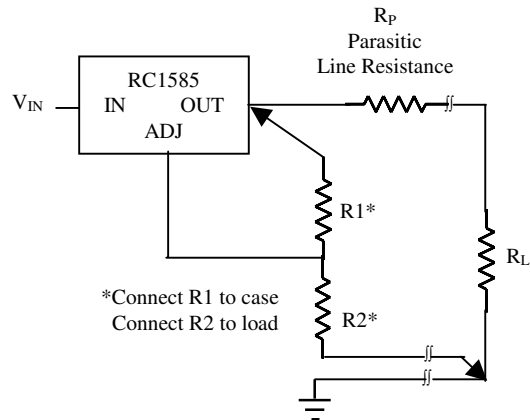 R_P
Parasitic
Line Resistance
RC1585
V_IN
IN OUT
ADJ
R1*
R_L
*Connect R1 to case
Connect R2 to load
R2*